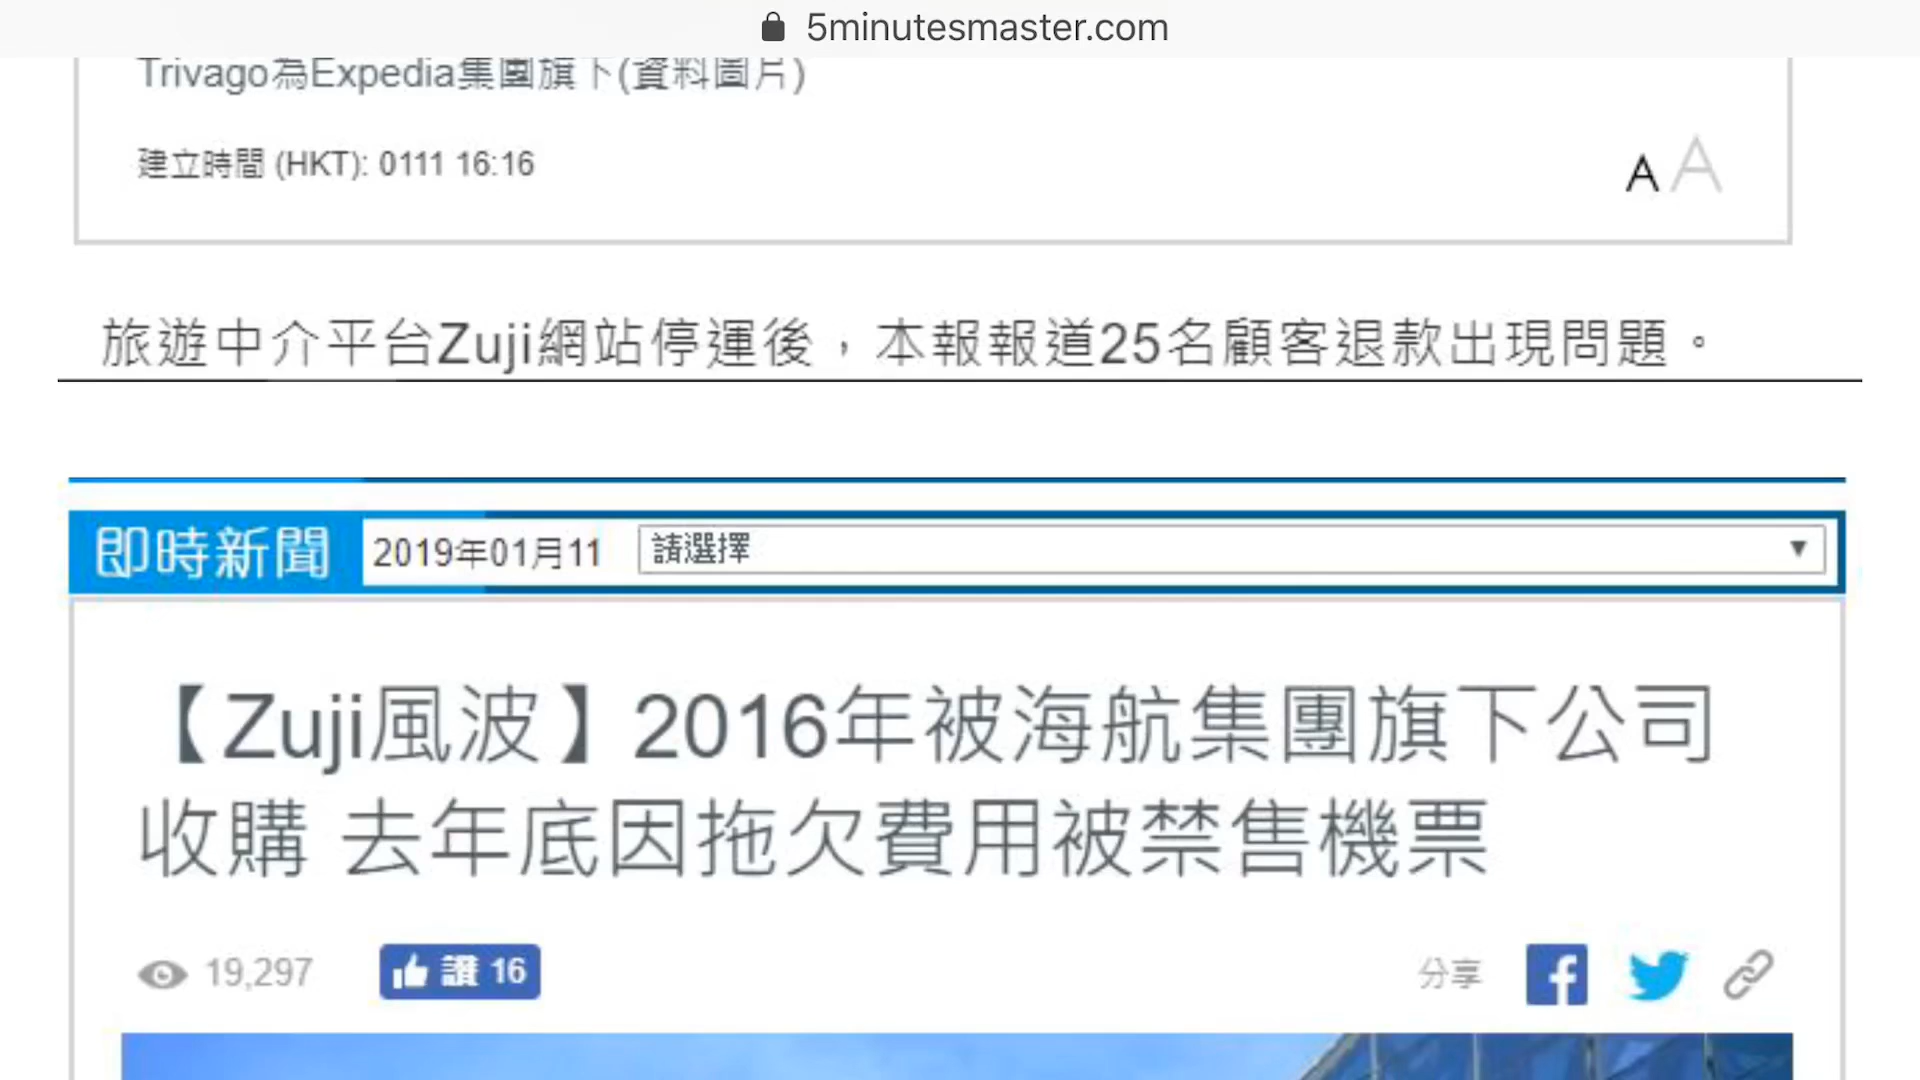 5minutesmaster.com
Trivago為Expedia集團旗下(資料圖片)
建立時間 (HKT): 0111 16:16
A A
旅遊中介平台Zuji網站停運後，本報報道25名顧客退款出現問題。
即時新聞 2019年01月11 請選擇
【Zuji風波】2016年被海航集團旗下公司
收購 去年底因拖欠費用被禁售機票
19,297 讚 16 分享